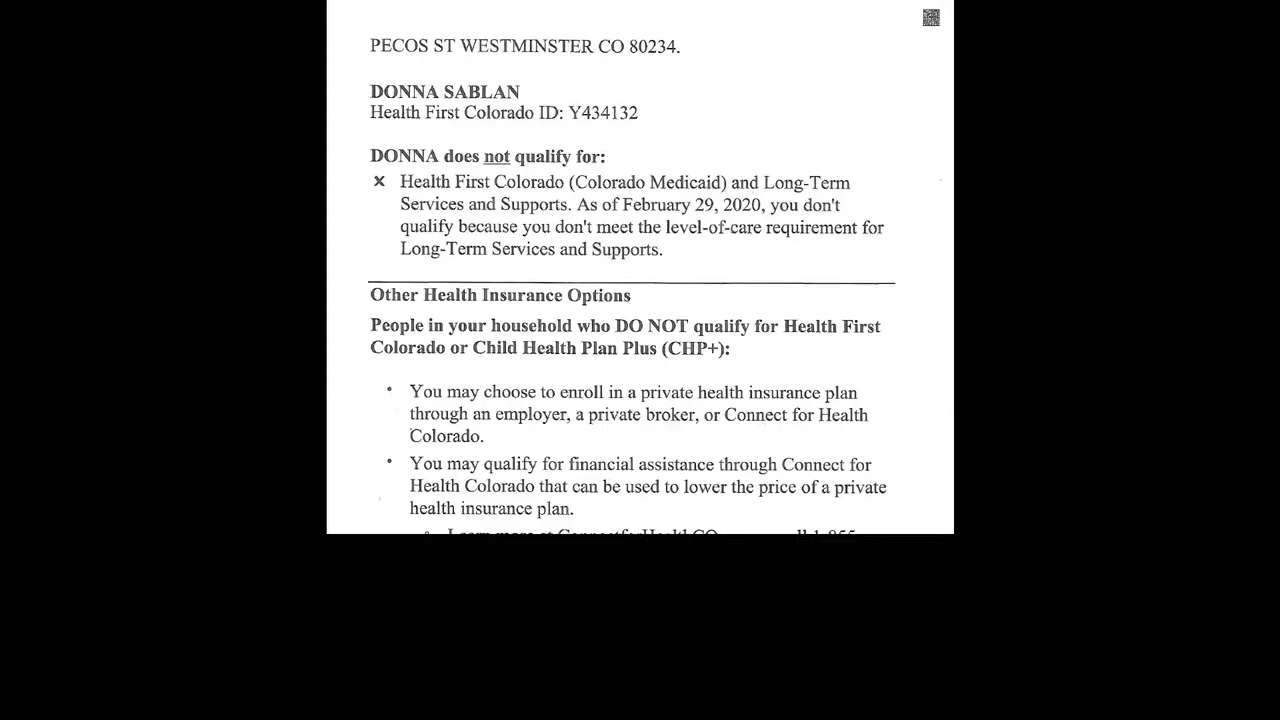 PECOS ST WESTMINSTER CO 80234.
DONNA SABLAN
Health First Colorado ID: Y434132
DONNA does not qualify for:
x Health First Colorado (Colorado Medicaid) and Long-Term
Services and Supports. As of February 29, 2020, you don't
qualify because you don't meet the level-of-care requirement for
Long-Term Services and Supports.
Other Health Insurance Options
People in your household who DO NOT qualify for Health First
Colorado or Child Health Plan Plus (CHP+):
• You may choose to enroll in a private health insurance plan
through an employer, a private broker, or Connect for Health
Colorado.
• You may qualify for financial assistance through Connect for
Health Colorado that can be used to lower the price of a private
health insurance plan.
Learn more at ConnectforHealthCO